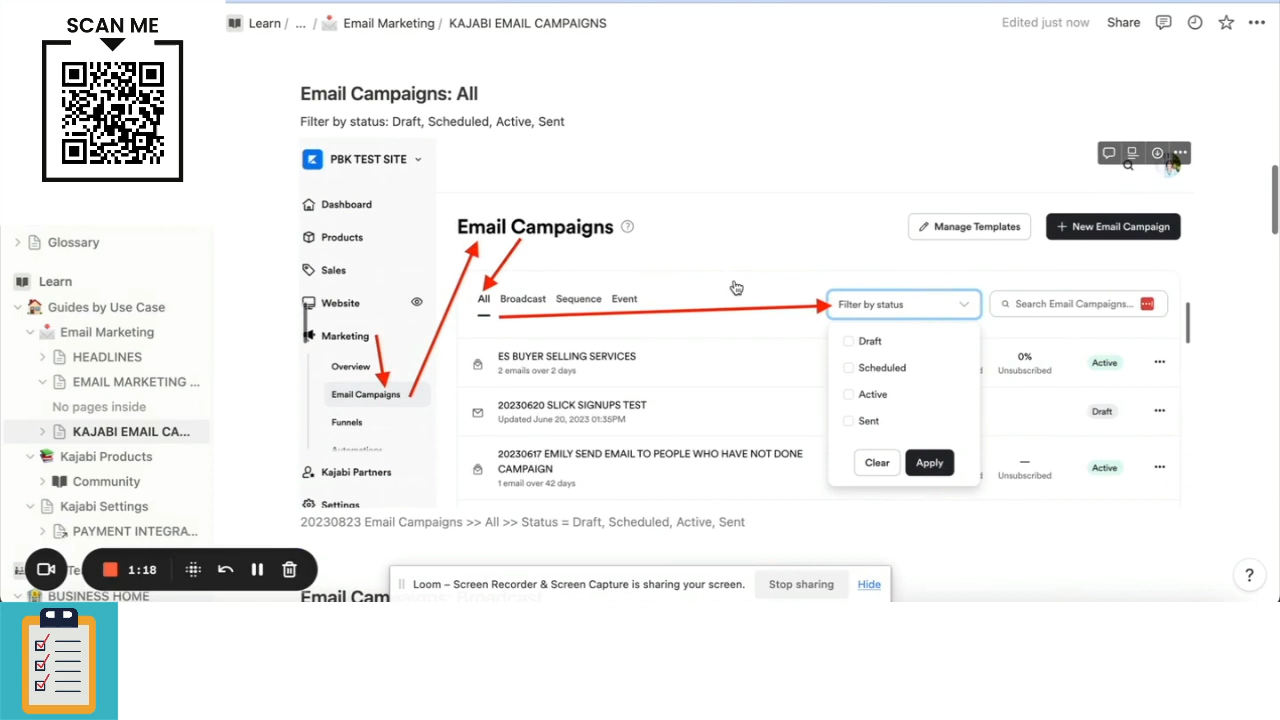 SCAN ME
Learn / ... / Email Marketing / KAJABI EMAIL CAMPAIGNS
Edited just now Share
Email Campaigns: All
Filter by status: Draft, Scheduled, Active, Sent
PBK TEST SITE
Dashboard
Products
Sales
Website
Marketing
Overview
Email Campaigns
Funnels
Automations
Kajabi Partners
Settings
Email Campaigns ?
Manage Templates
+ New Email Campaign
All Broadcast Sequence Event
Filter by status
Search Email Campaigns...
Draft
Scheduled
Active
Sent
Clear Apply
ES BUYER SELLING SERVICES
2 emails over 2 days
0%
Unsubscribed
Active
20230620 SLICK SIGNUPS TEST
Updated June 20, 2023 01:35PM
Draft
20230617 EMILY SEND EMAIL TO PEOPLE WHO HAVE NOT DONE
CAMPAIGN
1 email over 42 days
—
Unsubscribed
Active
20230823 Email Campaigns >> All >> Status = Draft, Scheduled, Active, Sent
Glossary
Learn
Guides by Use Case
Email Marketing
HEADLINES
EMAIL MARKETING ...
No pages inside
KAJABI EMAIL CA...
Kajabi Products
Community
Kajabi Settings
PAYMENT INTEGRA...
BUSINESS HOME
1:18
Loom – Screen Recorder & Screen Capture is sharing your screen.
Stop sharing
Hide
Email Campaigns: Broadcast
?